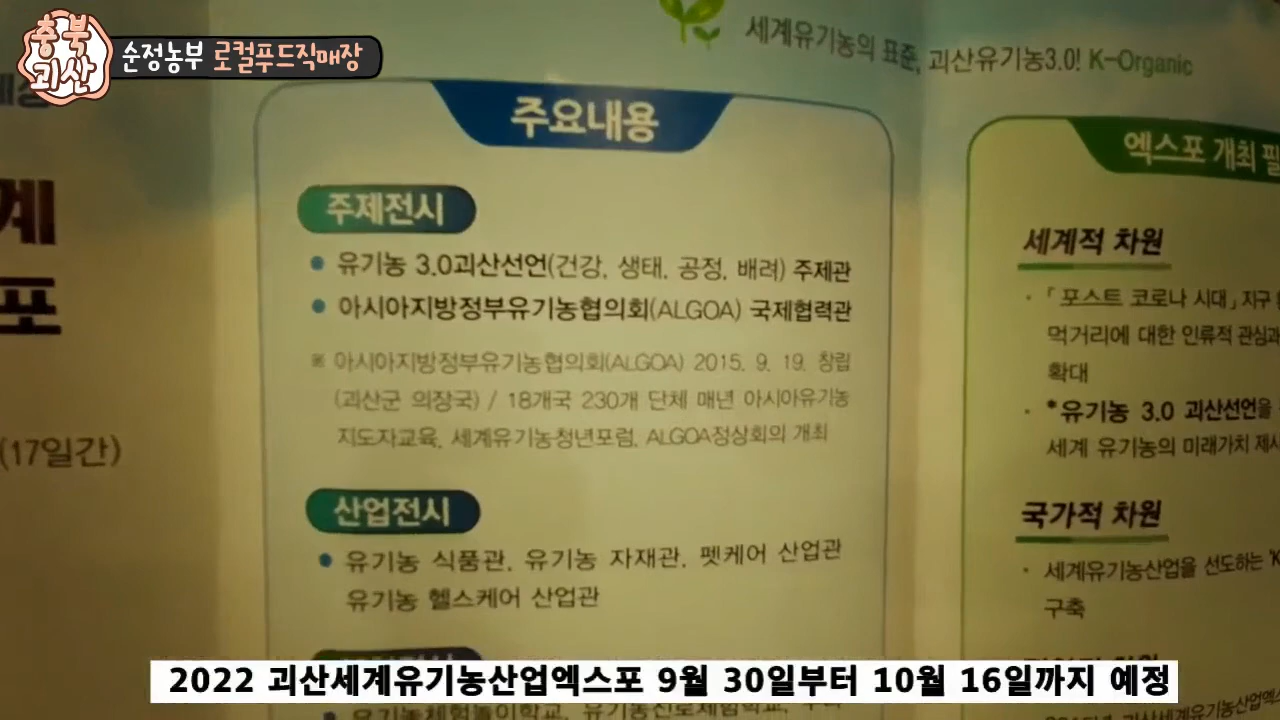 충북
괴산
순정농부 로컬푸드직매장
세계유기농의 표준, 괴산유기농3.0! K-Organic
계
포
(17일간)
주요내용
주제전시
• 유기농 3.0괴산선언(건강, 생태, 공정, 배려) 주제관
• 아시아지방정부유기농협의회(ALGOA) 국제협력관
※ 아시아지방정부유기농협의회(ALGOA) 2015. 9. 19. 창립
(괴산군 의장국) / 18개국 230개 단체 매년 아시아유기농
지도자교육, 세계유기농청년포럼, ALGOA정상회의 개최
산업전시
• 유기농 식품관, 유기농 자재관, 펫케어 산업관
유기농 헬스케어 산업관
엑스포 개최
세계적 차원
· 「포스트 코로나 시대」 지구
먹거리에 대한 인류적 관심과
확대
· *유기농 3.0 괴산선언을
세계 유기농의 미래가치 제시
국가적 차원
· 세계유기농산업을 선도하는
구축
2022 괴산세계유기농산업엑스포 9월 30일부터 10월 16일까지 예정